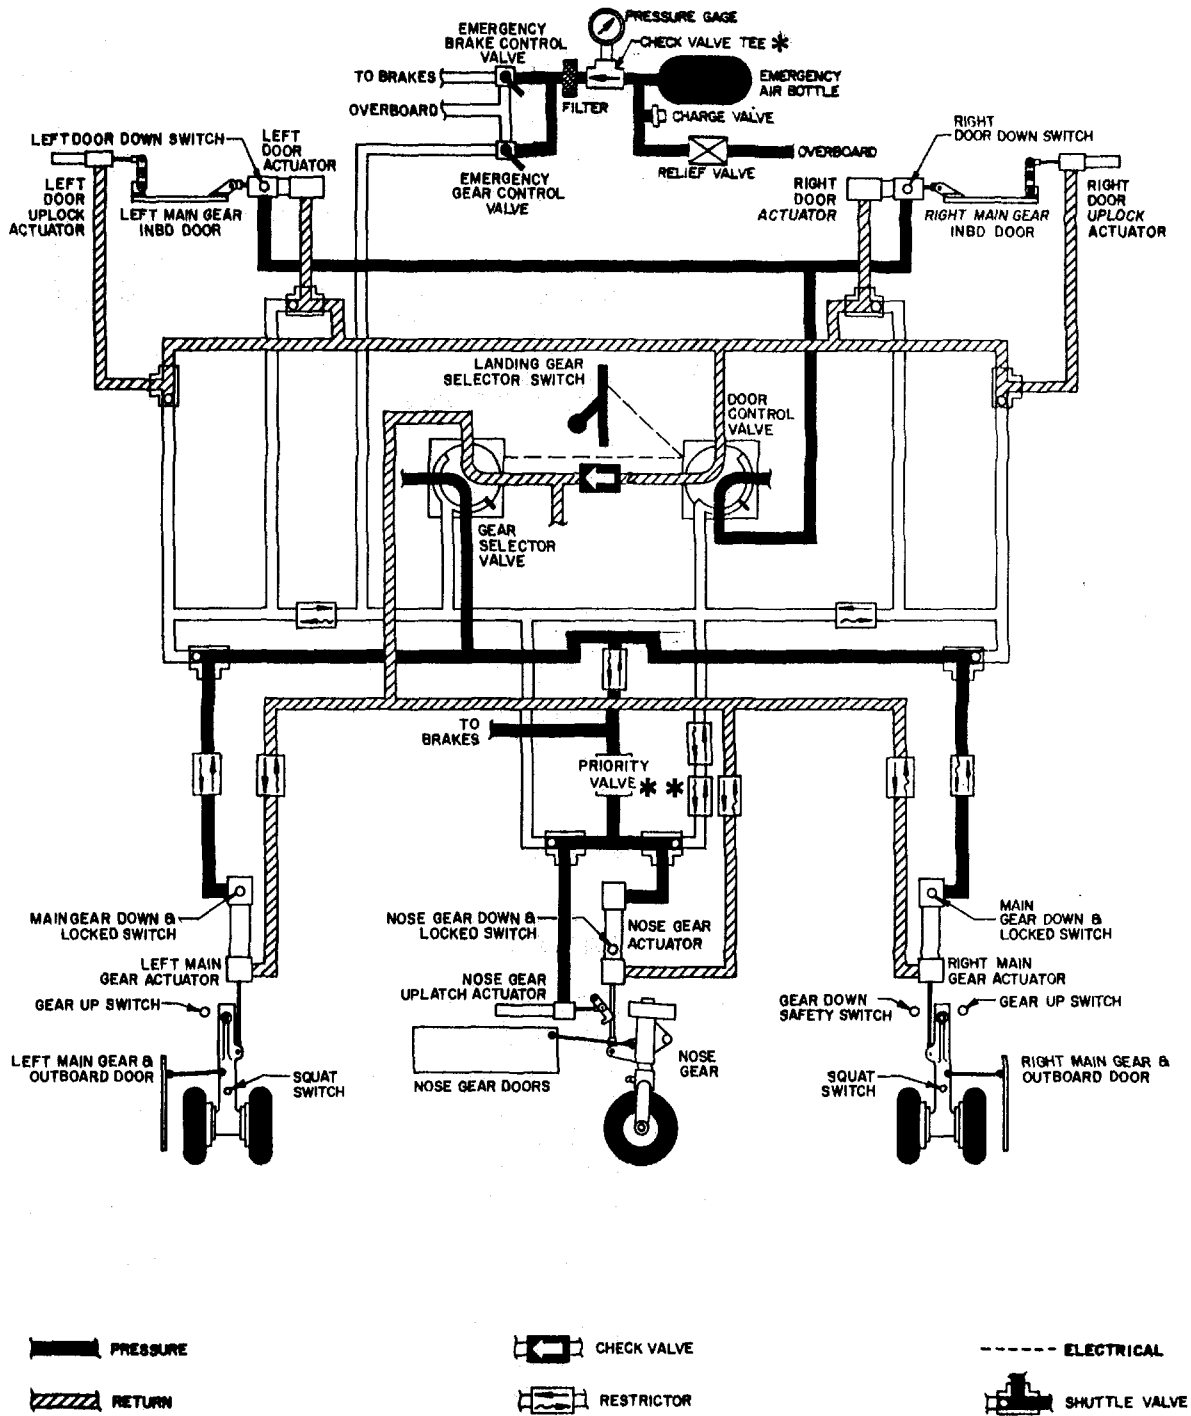 PRESSURE GAGE
EMERGENCY
BRAKE CONTROL
VALVE
CHECK VALVE TEE *
TO BRAKES
EMERGENCY
AIR BOTTLE
OVERBOARD
FILTER
CHARGE VALVE
LEFT DOOR DOWN SWITCH
LEFT
DOOR
ACTUATOR
RIGHT
DOOR DOWN SWITCH
OVERBOARD
RELIEF VALVE
EMERGENCY
GEAR CONTROL
VALVE
LEFT
DOOR
UPLOCK
ACTUATOR
LEFT MAIN GEAR
INBD DOOR
RIGHT
DOOR
ACTUATOR
RIGHT MAIN GEAR
INBD DOOR
RIGHT
DOOR
UPLOCK
ACTUATOR
LANDING GEAR
SELECTOR SWITCH
DOOR
CONTROL
VALVE
GEAR
SELECTOR
VALVE
TO
BRAKES
PRIORITY
VALVE * *
MAIN GEAR DOWN &
LOCKED SWITCH
NOSE GEAR DOWN &
LOCKED SWITCH
NOSE GEAR
ACTUATOR
MAIN
GEAR DOWN &
LOCKED SWITCH
LEFT MAIN
GEAR ACTUATOR
NOSE GEAR
UPLATCH ACTUATOR
RIGHT MAIN
GEAR ACTUATOR
GEAR UP SWITCH
GEAR DOWN
SAFETY SWITCH
GEAR UP SWITCH
LEFT MAIN GEAR &
OUTBOARD DOOR
SQUAT
SWITCH
NOSE GEAR DOORS
NOSE
GEAR
SQUAT
SWITCH
RIGHT MAIN GEAR &
OUTBOARD DOOR
PRESSURE
CHECK VALVE
ELECTRICAL
RETURN
RESTRICTOR
SHUTTLE VALVE